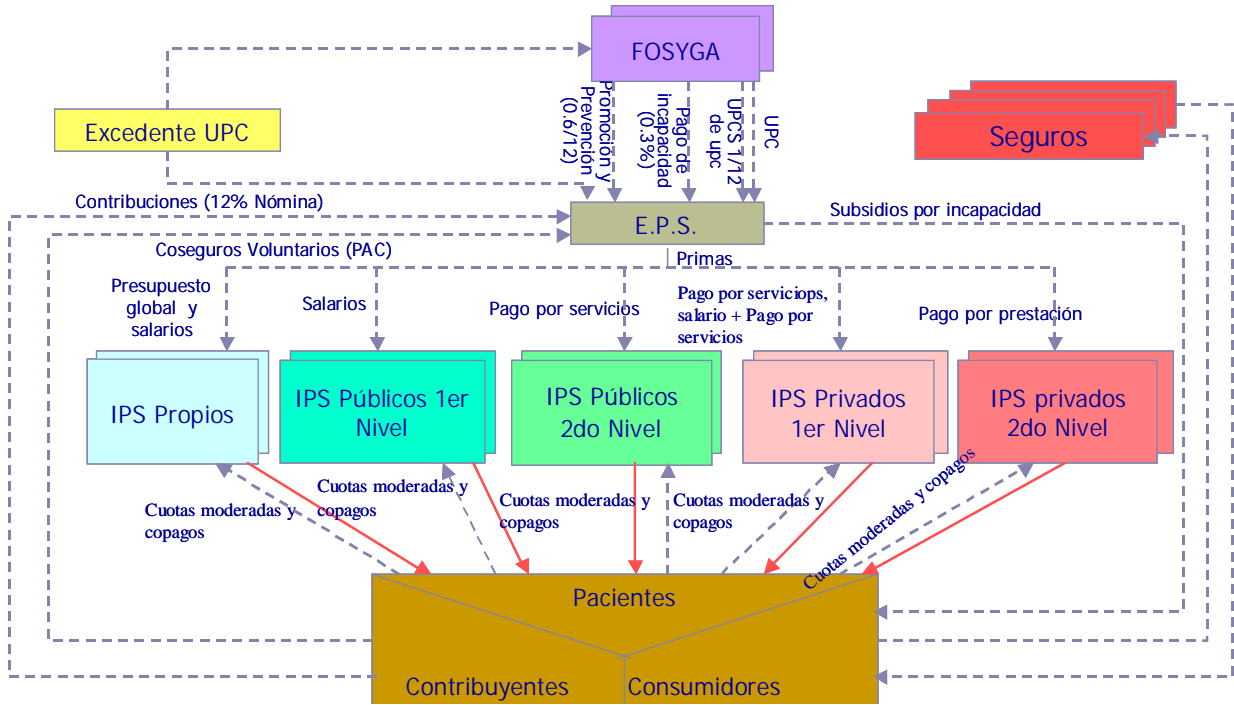 FOSYGA
Excedente UPC
Promoción y
Prevención
(0.6/12)
Pago de
incapacidad
(0.3%)
UPCS 1/12
de upc
UPC
Seguros
Contribuciones (12% Nómina)
E.P.S.
Subsidios por incapacidad
Coseguros Voluntarios (PAC)
Primas
Presupuesto
global y
salarios
Salarios
Pago por servicios
Pago por serviciops,
salario + Pago por
servicios
Pago por prestación
IPS Propios
IPS Públicos 1er
Nivel
IPS Públicos
2do Nivel
IPS Privados
1er Nivel
IPS privados
2do Nivel
Cuotas moderadas y
copagos
Cuotas moderadas y
copagos
Cuotas moderadas y
copagos
Cuotas moderadas y
copagos
Cuotas moderadas y copagos
Pacientes
Contribuyentes
Consumidores